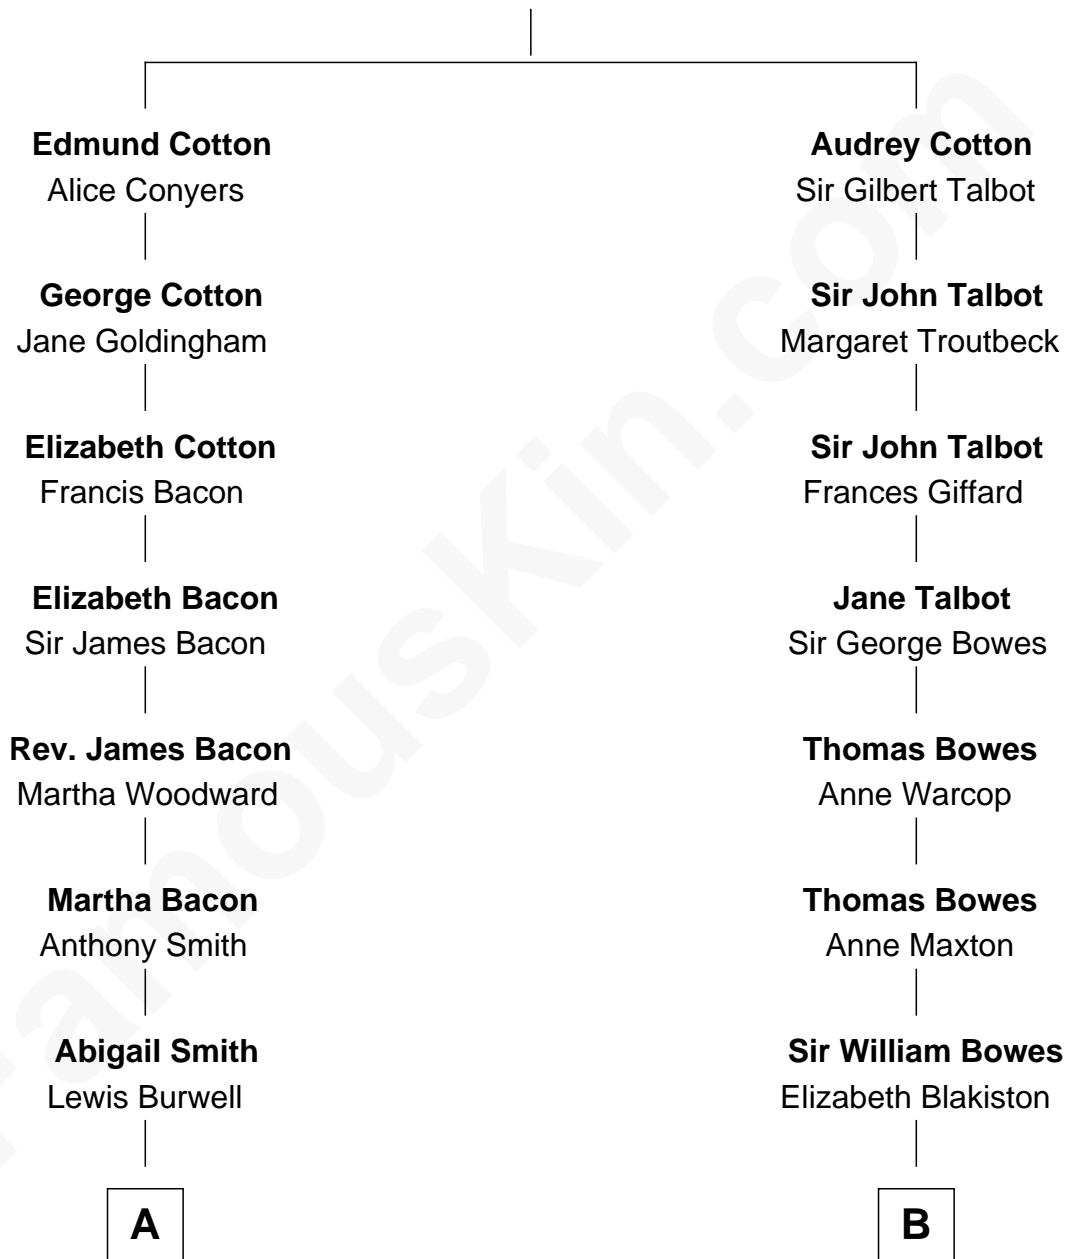 Edmund Cotton
Alice Conyers
George Cotton
Jane Goldingham
Elizabeth Cotton
Francis Bacon
Elizabeth Bacon
Sir James Bacon
Rev. James Bacon
Martha Woodward
Martha Bacon
Anthony Smith
Abigail Smith
Lewis Burwell
A
Audrey Cotton
Sir Gilbert Talbot
Sir John Talbot
Margaret Troutbeck
Sir John Talbot
Frances Giffard
Jane Talbot
Sir George Bowes
Thomas Bowes
Anne Warcop
Thomas Bowes
Anne Maxton
Sir William Bowes
Elizabeth Blakiston
B
FamousKin.com